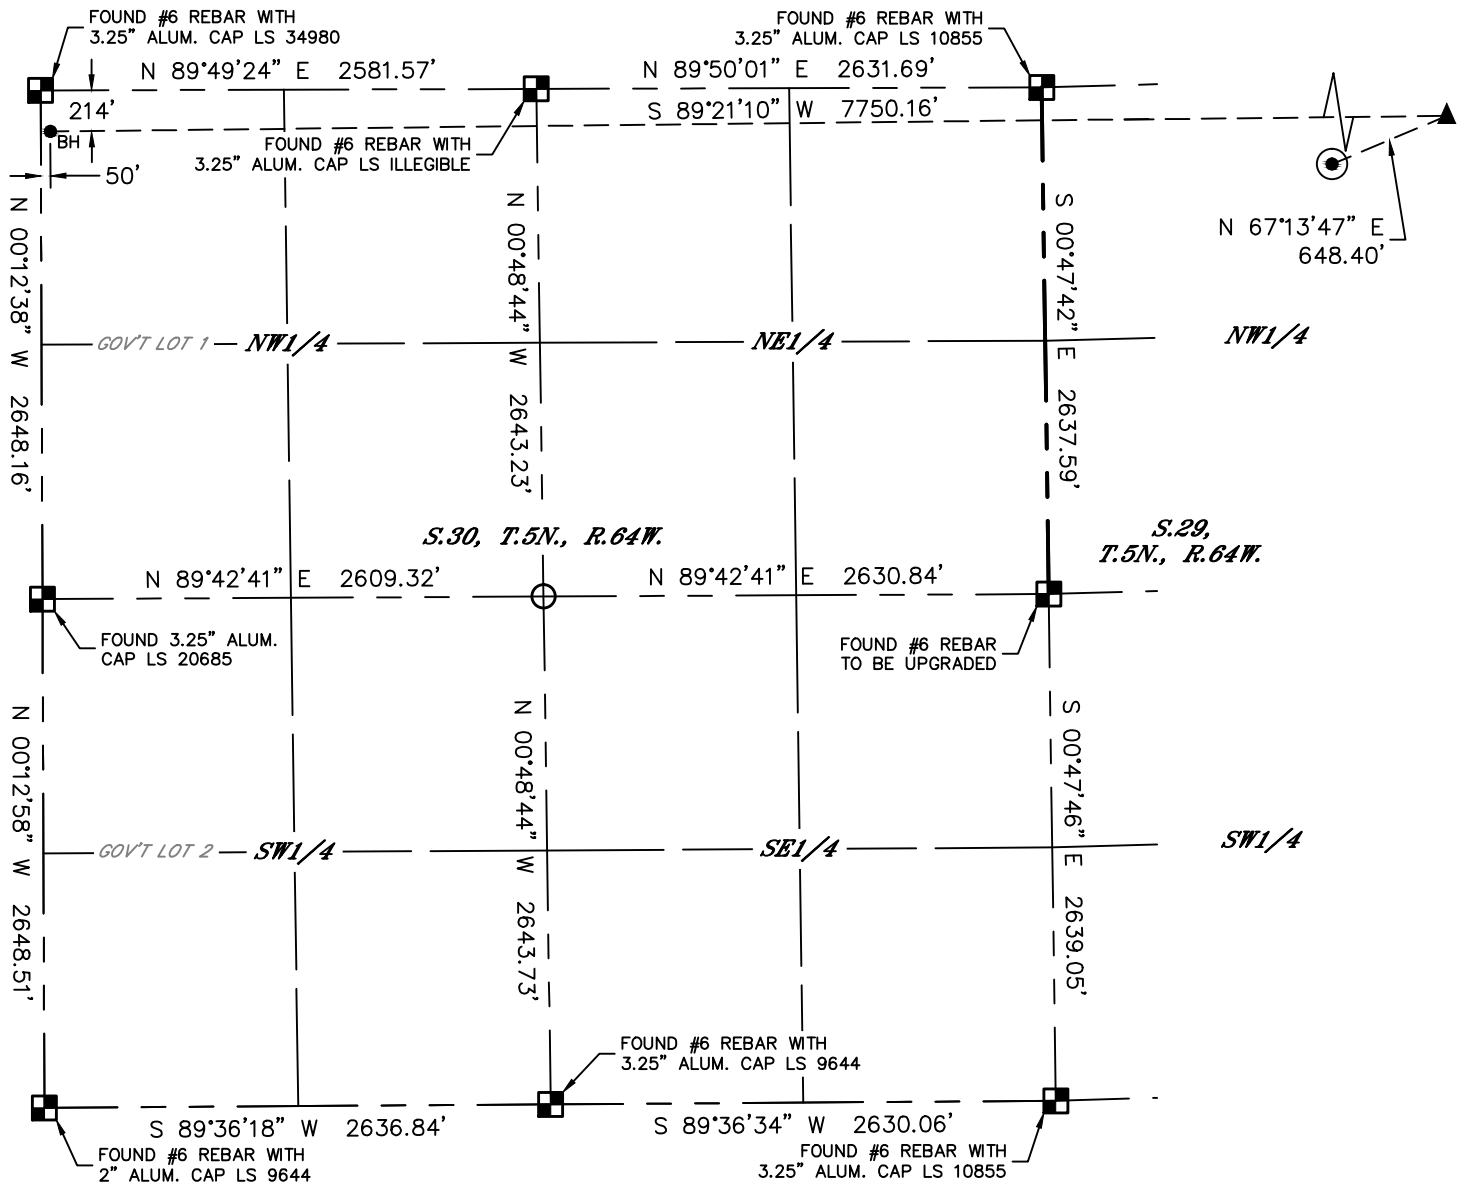 FOUND #6 REBAR WITH
3.25" ALUM. CAP LS 34980
FOUND #6 REBAR WITH
3.25" ALUM. CAP LS 10855
N 89°49'24" E 2581.57'
N 89°50'01" E 2631.69'
214'
S 89°21'10" W 7750.16'
BH
FOUND #6 REBAR WITH
3.25" ALUM. CAP LS ILLEGIBLE
50'
N 67°13'47" E
648.40'
N 00°12'38" W 2648.16'
N 00°48'44" W 2643.23'
S 00°47'42" E 2637.59'
GOV'T LOT 1
NW1/4
NE1/4
NW1/4
S.30, T.5N., R.64W.
S.29,
T.5N., R.64W.
N 89°42'41" E 2609.32'
N 89°42'41" E 2630.84'
FOUND 3.25" ALUM.
CAP LS 20685
FOUND #6 REBAR
TO BE UPGRADED
N 00°12'58" W 2648.51'
N 00°48'44" W 2643.73'
S 00°47'46" E 2639.05'
GOV'T LOT 2
SW1/4
SE1/4
SW1/4
FOUND #6 REBAR WITH
3.25" ALUM. CAP LS 9644
S 89°36'18" W 2636.84'
S 89°36'34" W 2630.06'
FOUND #6 REBAR WITH
2" ALUM. CAP LS 9644
FOUND #6 REBAR WITH
3.25" ALUM. CAP LS 10855